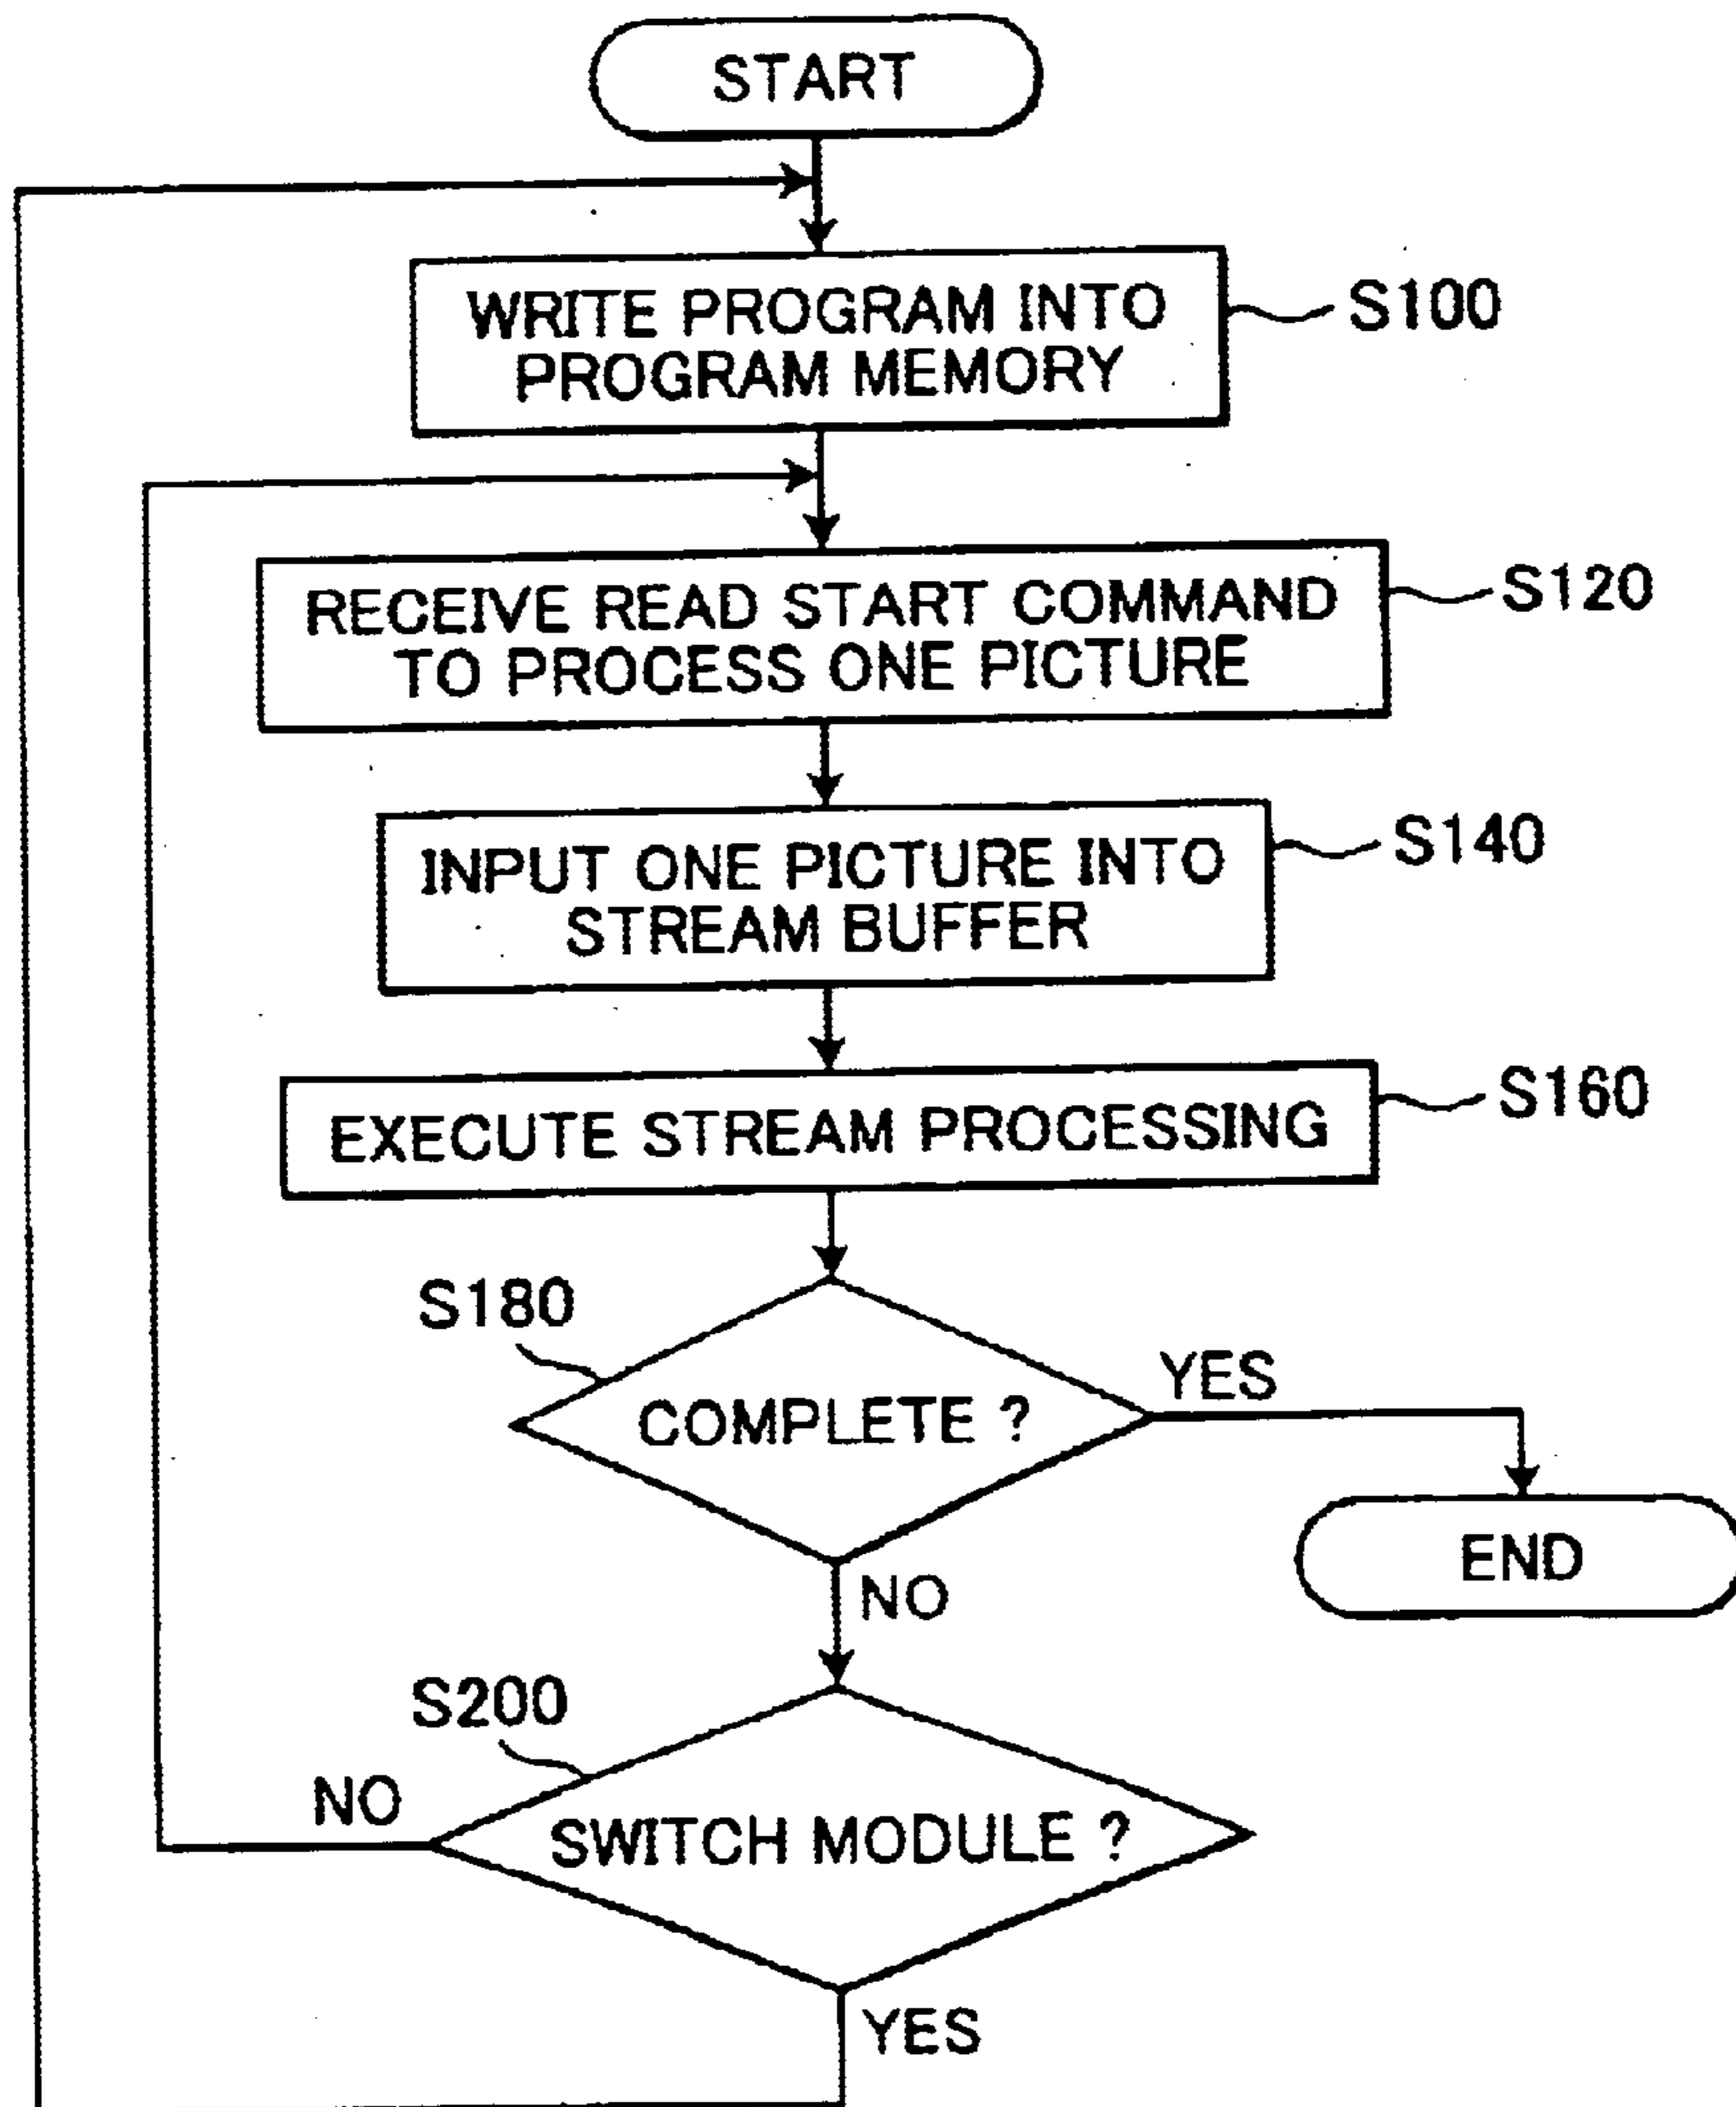 START
WRITE PROGRAM INTO
PROGRAM MEMORY
S100
RECEIVE READ START COMMAND
TO PROCESS ONE PICTURE
S120
INPUT ONE PICTURE INTO
STREAM BUFFER
S140
EXECUTE STREAM PROCESSING
S160
S180
COMPLETE ?
YES
END
NO
S200
NO
SWITCH MODULE ?
YES